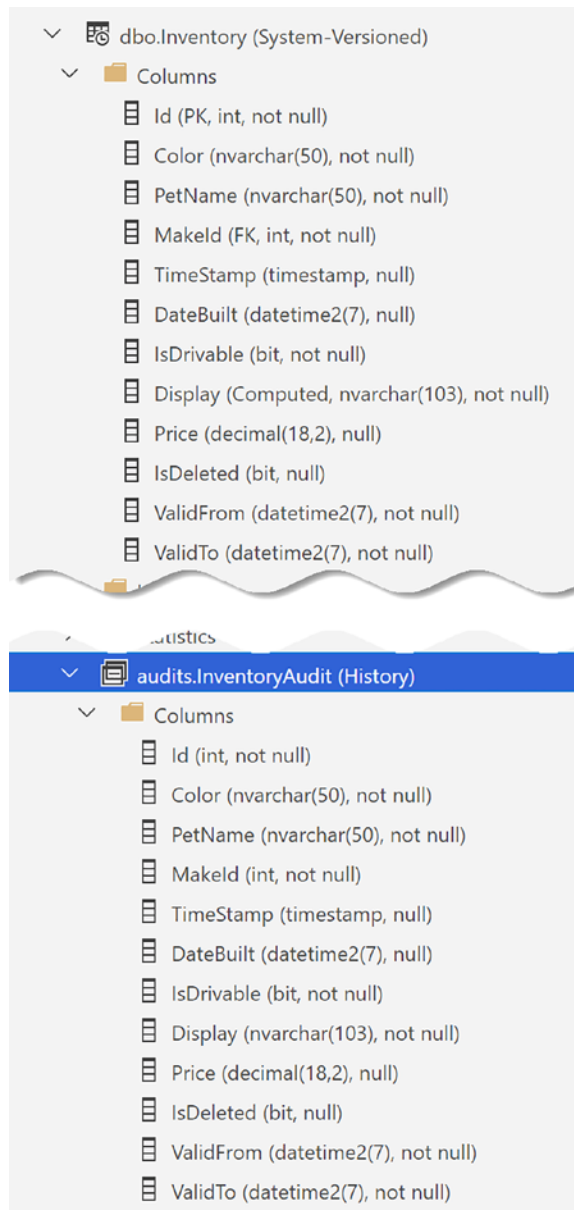 dbo.Inventory (System-Versioned)
Columns
Id (PK, int, not null)
Color (nvarchar(50), not null)
PetName (nvarchar(50), not null)
MakeId (FK, int, not null)
TimeStamp (timestamp, null)
DateBuilt (datetime2(7), null)
IsDrivable (bit, not null)
Display (Computed, nvarchar(103), not null)
Price (decimal(18,2), null)
IsDeleted (bit, null)
ValidFrom (datetime2(7), not null)
ValidTo (datetime2(7), not null)
audits.InventoryAudit (History)
Columns
Id (int, not null)
Color (nvarchar(50), not null)
PetName (nvarchar(50), not null)
MakeId (int, not null)
TimeStamp (timestamp, null)
DateBuilt (datetime2(7), null)
IsDrivable (bit, not null)
Display (nvarchar(103), not null)
Price (decimal(18,2), null)
IsDeleted (bit, null)
ValidFrom (datetime2(7), not null)
ValidTo (datetime2(7), not null)